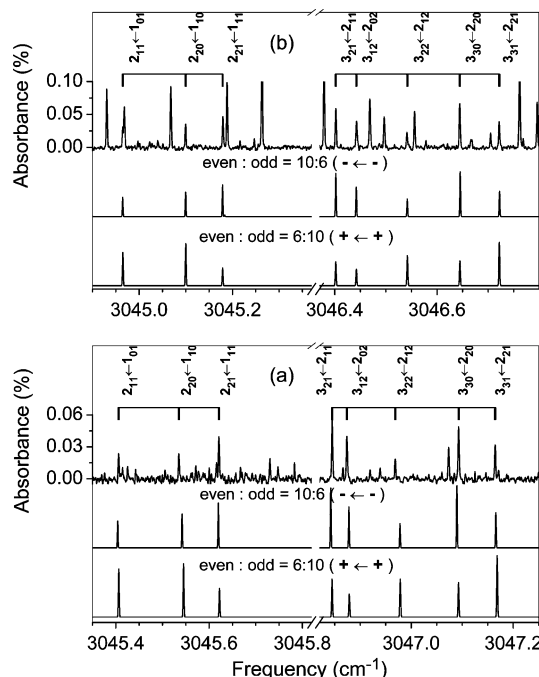 2₁₁←1₀₁ 2₂₀←1₁₀ 2₂₁←1₁₁ (b) 3₂₁←2₁₁ 3₁₂←2₀₂ 3₂₂←2₁₂ 3₃₀←2₂₀ 3₃₁←2₂₁
Absorbance (%)
0.10
0.05
0.00
even : odd = 10:6 ( - ← - )
even : odd = 6:10 ( + ← + )
3045.0 3045.2 3046.4 3046.6
2₁₁←1₀₁ 2₂₀←1₁₀ 2₂₁←1₁₁ (a) 3₂₁←2₁₁ 3₁₂←2₀₂ 3₂₂←2₁₂ 3₃₀←2₂₀ 3₃₁←2₂₁
Absorbance (%)
0.06
0.03
0.00
even : odd = 10:6 ( - ← - )
even : odd = 6:10 ( + ← + )
3045.4 3045.6 3045.8 3047.0 3047.2
Frequency (cm⁻¹)